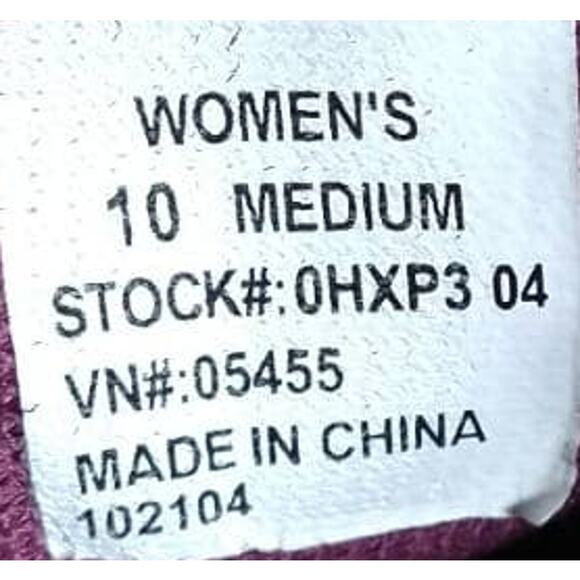 WOMEN'S
10 MEDIUM
STOCK#:0HXP3 04
VN#:05455
MADE IN CHINA
102104